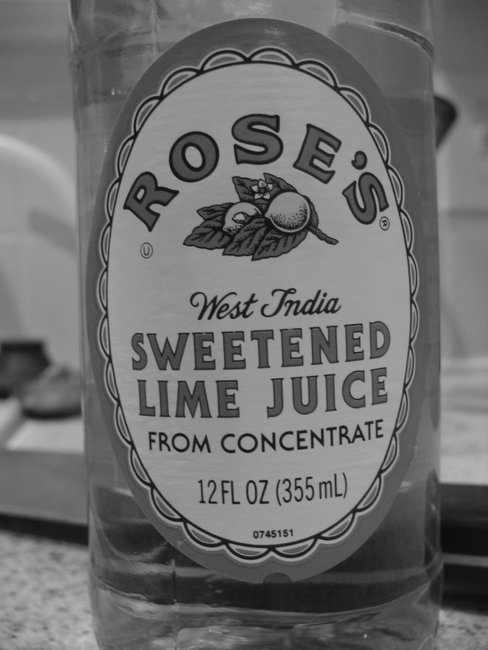 ROSE'S
®
U
West India
SWEETENED
LIME JUICE
FROM CONCENTRATE
12 FL OZ (355 mL)
0745151